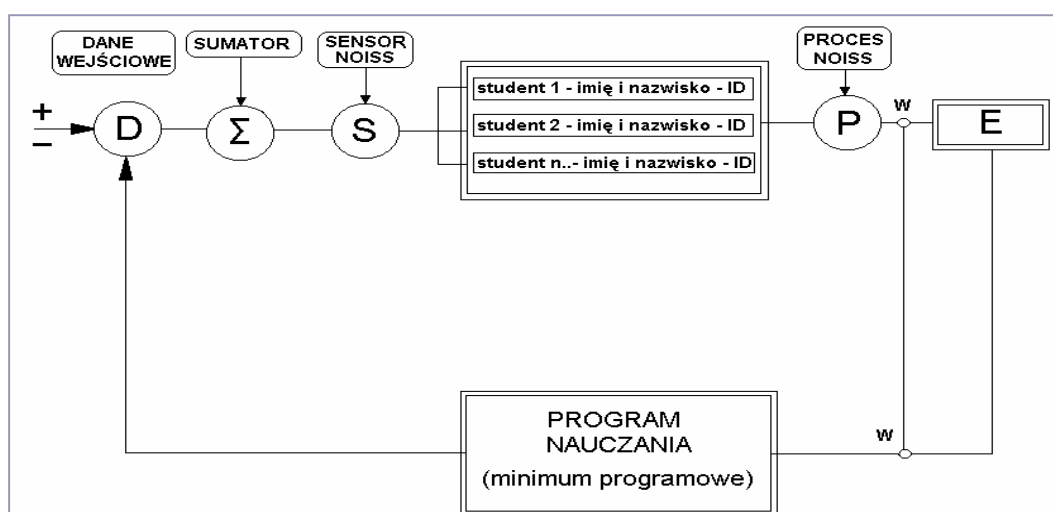 DANE
WEJŚCIOWE
SUMATOR
SENSOR
NOISS
PROCES
NOISS
+
−
D
Σ
S
student 1 - imię i nazwisko - ID
student 2 - imię i nazwisko - ID
student n..- imię i nazwisko - ID
P
w
E
PROGRAM
NAUCZANIA
(minimum programowe)
w